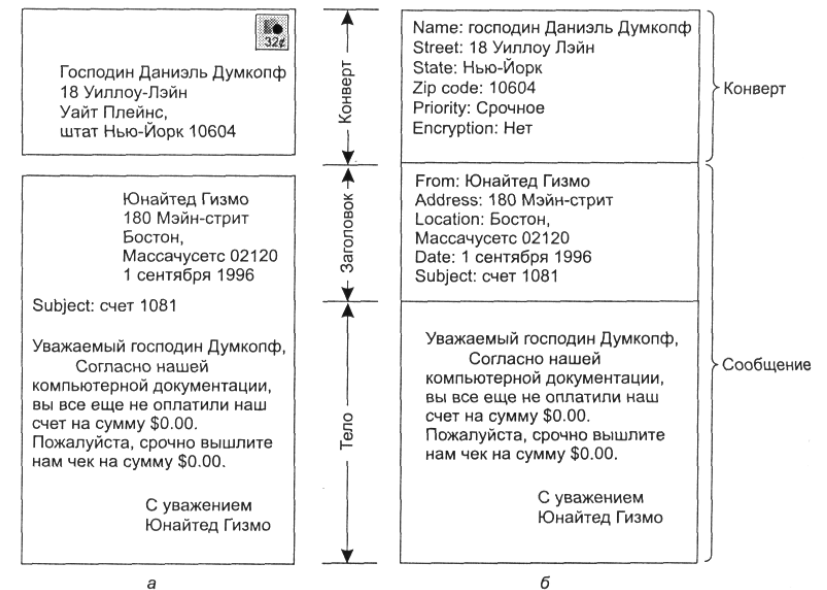 32¢
Господин Даниэль Думкопф
18 Уиллоу-Лэйн
Уайт Плейнс,
штат Нью-Йорк 10604
Юнайтед Гизмо
180 Мэйн-стрит
Бостон,
Массачусетс 02120
1 сентября 1996
Subject: счет 1081
Уважаемый господин Думкопф,
Согласно нашей
компьютерной документации,
вы все еще не оплатили наш
счет на сумму $0.00.
Пожалуйста, срочно вышлите
нам чек на сумму $0.00.
С уважением
Юнайтед Гизмо
а
Конверт
Заголовок
Тело
Name: господин Даниэль Думкопф
Street: 18 Уиллоу Лэйн
State: Нью-Йорк
Zip code: 10604
Priority: Срочное
Encryption: Нет
From: Юнайтед Гизмо
Address: 180 Мэйн-стрит
Location: Бостон,
Массачусетс 02120
Date: 1 сентября 1996
Subject: счет 1081
Уважаемый господин Думкопф,
Согласно нашей
компьютерной документации,
вы все еще не оплатили наш
счет на сумму $0.00.
Пожалуйста, срочно вышлите
нам чек на сумму $0.00.
С уважением
Юнайтед Гизмо
б
Конверт
Сообщение